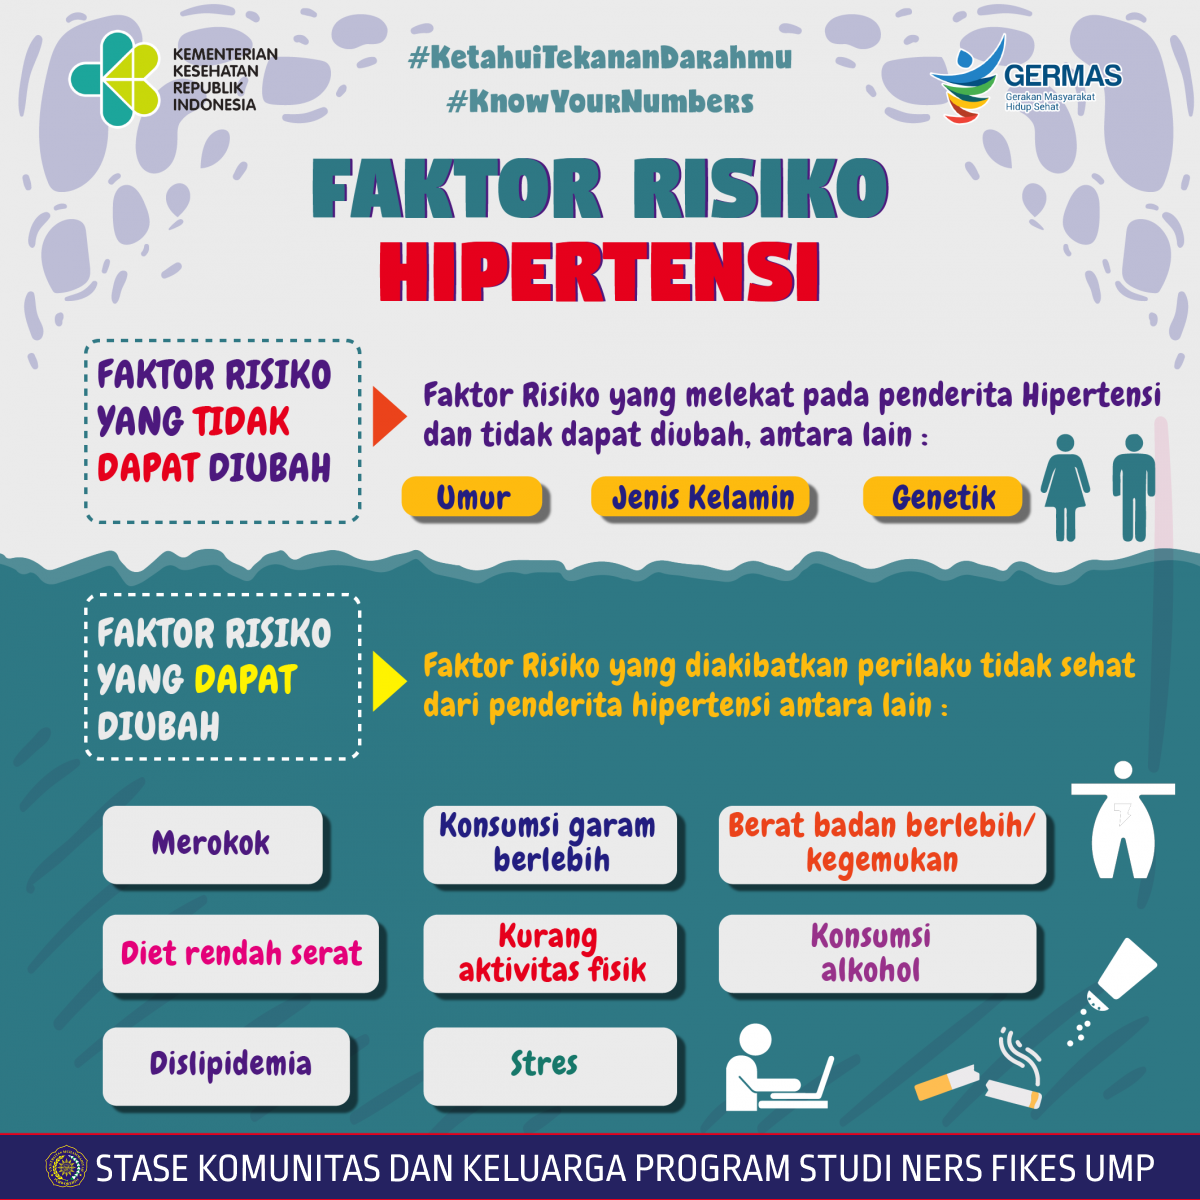 KEMENTERIAN
KESEHATAN
REPUBLIK
INDONESIA
#KetahuiTekananDarahmu
#KnowYourNumbers
GERMAS
Gerakan Masyarakat
Hidup Sehat
FAKTOR RISIKO
HIPERTENSI
FAKTOR RISIKO
YANG TIDAK
DAPAT DIUBAH
Faktor Risiko yang melekat pada penderita Hipertensi
dan tidak dapat diubah, antara lain :
Umur
Jenis Kelamin
Genetik
FAKTOR RISIKO
YANG DAPAT
DIUBAH
Faktor Risiko yang diakibatkan perilaku tidak sehat
dari penderita hipertensi antara lain :
Merokok
Konsumsi garam
berlebih
Berat badan berlebih/
kegemukan
Diet rendah serat
Kurang
aktivitas fisik
Konsumsi
alkohol
Dislipidemia
Stres
STASE KOMUNITAS DAN KELUARGA PROGRAM STUDI NERS FIKES UMP